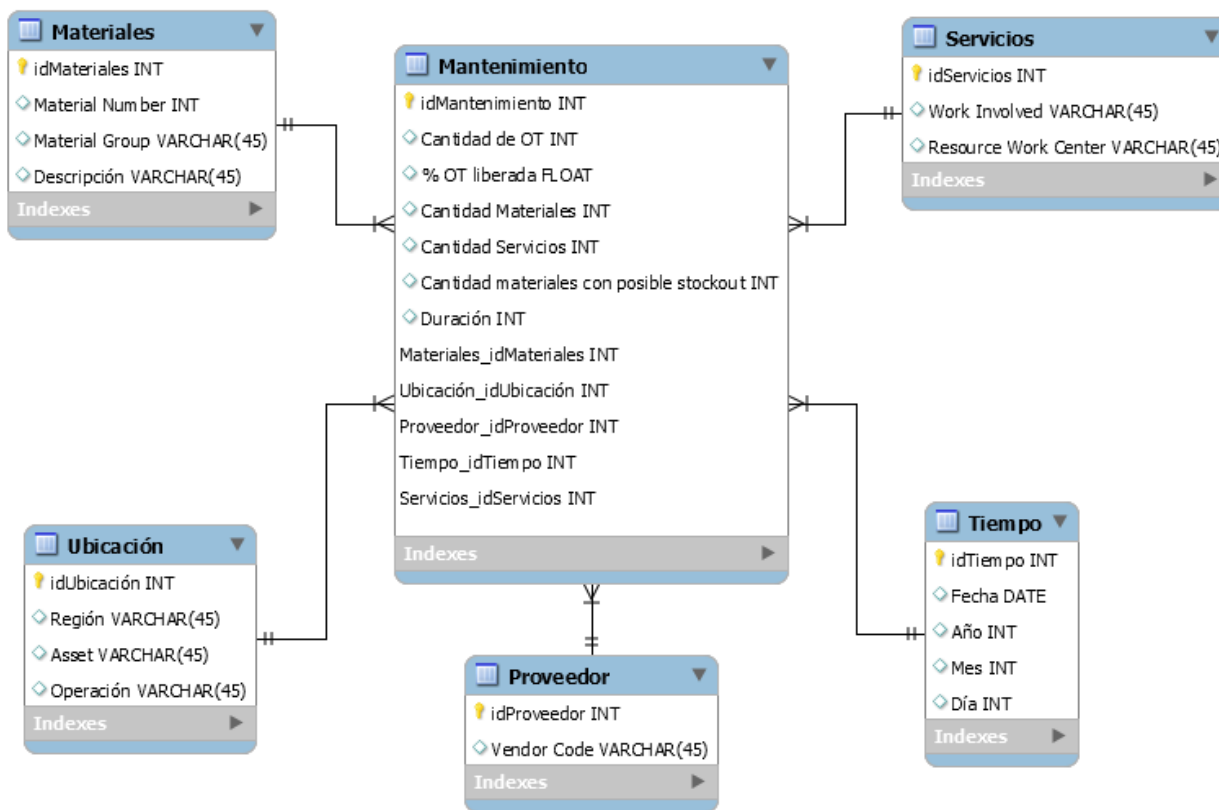 Materiales
idMateriales INT
Material Number INT
Material Group VARCHAR(45)
Descripción VARCHAR(45)
Indexes
Mantenimiento
idMantenimiento INT
Cantidad de OT INT
% OT liberada FLOAT
Cantidad Materiales INT
Cantidad Servicios INT
Cantidad materiales con posible stockout INT
Duración INT
Materiales_idMateriales INT
Ubicación_idUbicación INT
Proveedor_idProveedor INT
Tiempo_idTiempo INT
Servicios_idServicios INT
Indexes
Servicios
idServicios INT
Work Involved VARCHAR(45)
Resource Work Center VARCHAR(45)
Indexes
Ubicación
idUbicación INT
Región VARCHAR(45)
Asset VARCHAR(45)
Operación VARCHAR(45)
Indexes
Proveedor
idProveedor INT
Vendor Code VARCHAR(45)
Indexes
Tiempo
idTiempo INT
Fecha DATE
Año INT
Mes INT
Día INT
Indexes